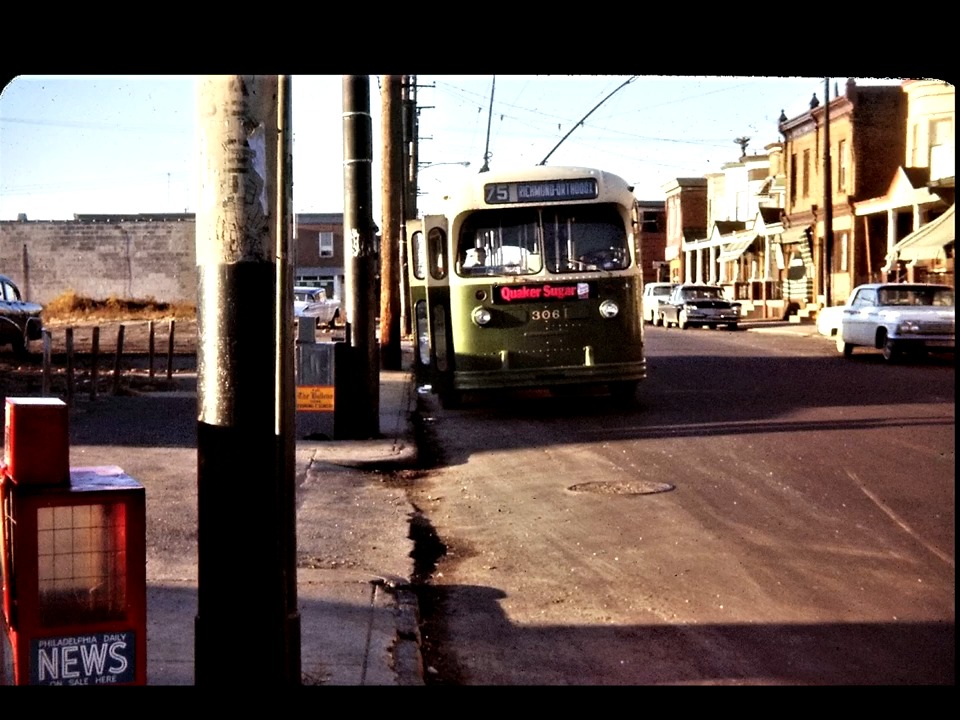 75 RICHMOND-ORTHODOX
Quaker Sugar
306
The Bulletin
PHILADELPHIA DAILY
NEWS
ON SALE HERE